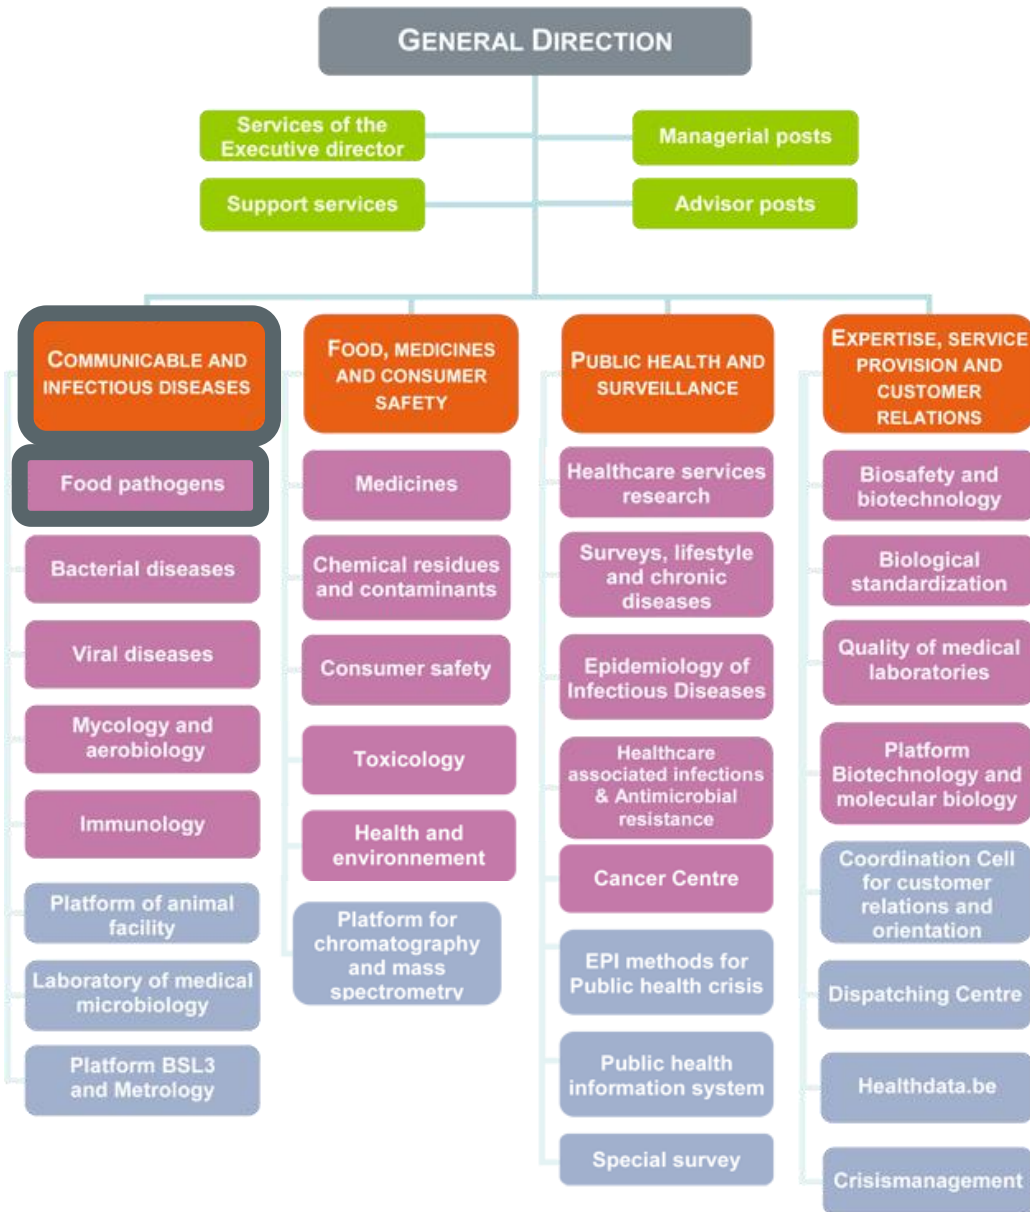 GENERAL DIRECTION
Services of the
Executive director
Managerial posts
Support services
Advisor posts
COMMUNICABLE AND
INFECTIOUS DISEASES
Food pathogens
Bacterial diseases
Viral diseases
Mycology and
aerobiology
Immunology
Platform of animal
facility
Laboratory of medical
microbiology
Platform BSL3
and Metrology
FOOD, MEDICINES
AND CONSUMER
SAFETY
Medicines
Chemical residues
and contaminants
Consumer safety
Toxicology
Health and
environnement
Platform for
chromatography
and mass
spectrometry
PUBLIC HEALTH AND
SURVEILLANCE
Healthcare services
research
Surveys, lifestyle
and chronic
diseases
Epidemiology of
Infectious Diseases
Healthcare
associated infections
& Antimicrobial
resistance
Cancer Centre
EPI methods for
Public health crisis
Public health
information system
Special survey
EXPERTISE, SERVICE
PROVISION AND
CUSTOMER
RELATIONS
Biosafety and
biotechnology
Biological
standardization
Quality of medical
laboratories
Platform
Biotechnology and
molecular biology
Coordination Cell
for customer
relations and
orientation
Dispatching Centre
Healthdata.be
Crisismanagement